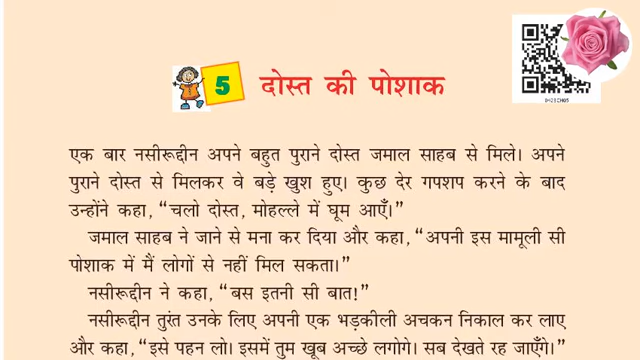 5 दोस्त की पोशाक
एक बार नसीरूद्दीन अपने बहुत पुराने दोस्त जमाल साहब से मिले। अपने
पुराने दोस्त से मिलकर वे बड़े खुश हुए। कुछ देर गपशप करने के बाद
उन्होंने कहा, “चलो दोस्त, मोहल्ले में घूम आएँ।”
जमाल साहब ने जाने से मना कर दिया और कहा, “अपनी इस मामूली सी
पोशाक में मैं लोगों से नहीं मिल सकता।”
नसीरूद्दीन ने कहा, “बस इतनी सी बात!”
नसीरूद्दीन तुरंत उनके लिए अपनी एक भड़कीली अचकन निकाल कर लाए
और कहा, “इसे पहन लो। इसमें तुम खूब अच्छे लगोगे। सब देखते रह जाएँगे।”